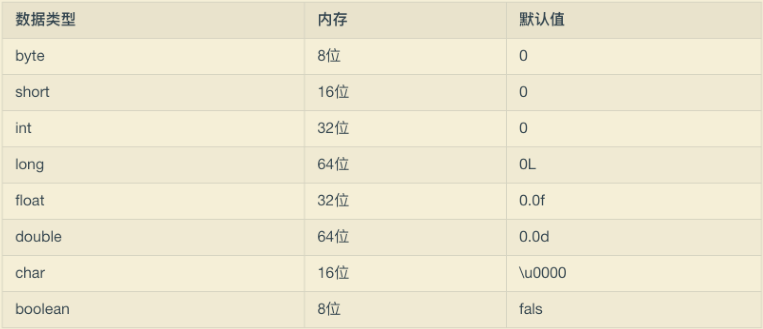 数据类型 内存 默认值
byte 8位 0
short 16位 0
int 32位 0
long 64位 0L
float 32位 0.0f
double 64位 0.0d
char 16位 \u0000
boolean 8位 fals